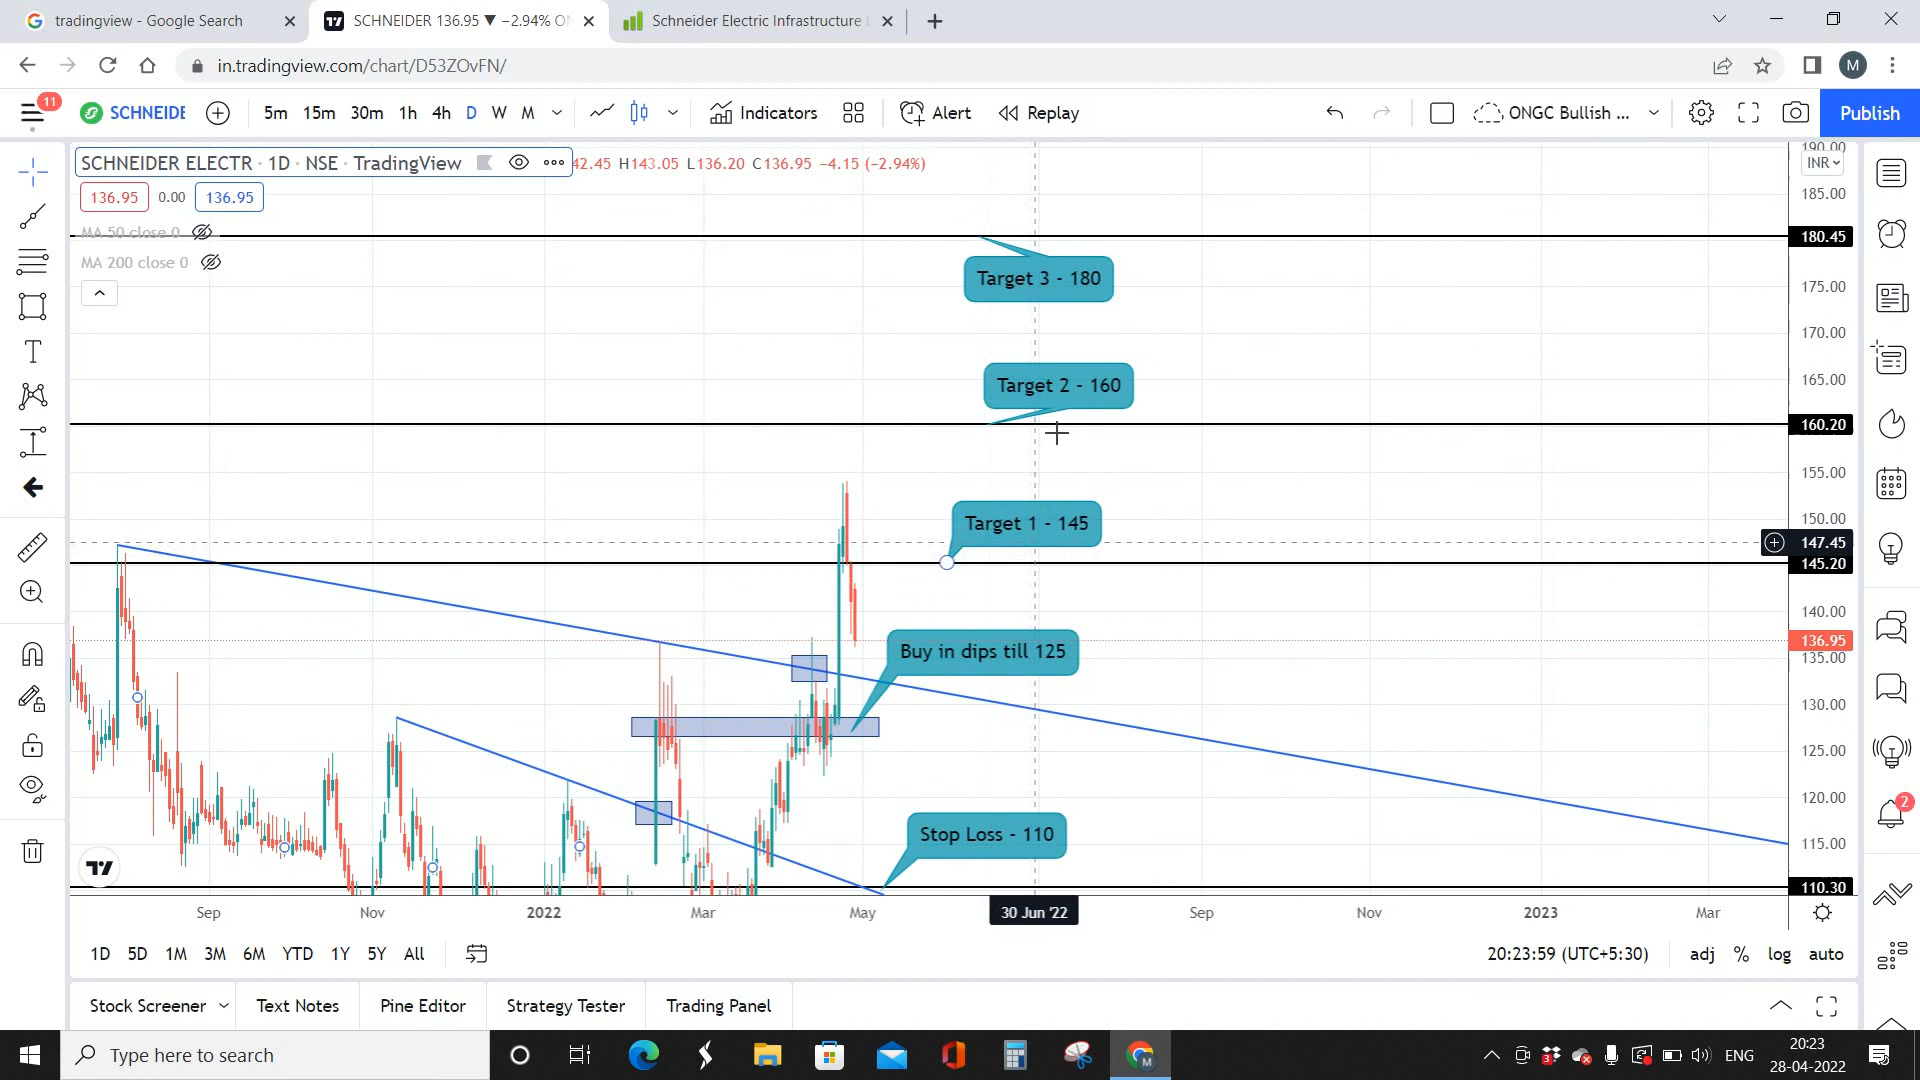 tradingview - Google Search
SCHNEIDER 136.95 ▼ −2.94% ON
Schneider Electric Infrastructure
in.tradingview.com/chart/D53ZOvFN/
M
11
SCHNEIDE
5m 15m 30m 1h 4h D W M
Indicators
Alert
Replay
ONGC Bullish ...
Publish
SCHNEIDER ELECTR · 1D · NSE · TradingView
42.45 H143.05 L136.20 C136.95 −4.15 (−2.94%)
190.00
INR
136.95 0.00 136.95
185.00
MA 50 close 0
180.45
MA 200 close 0
Target 3 - 180
175.00
170.00
165.00
Target 2 - 160
160.20
155.00
150.00
Target 1 - 145
147.45
145.20
140.00
136.95
135.00
Buy in dips till 125
130.00
125.00
120.00
Stop Loss - 110
115.00
110.30
2
Sep Nov 2022 Mar May 30 Jun '22 Sep Nov 2023 Mar
1D 5D 1M 3M 6M YTD 1Y 5Y All
20:23:59 (UTC+5:30)
adj % log auto
Stock Screener Text Notes Pine Editor Strategy Tester Trading Panel
Type here to search
M
3
ENG
20:23
28-04-2022